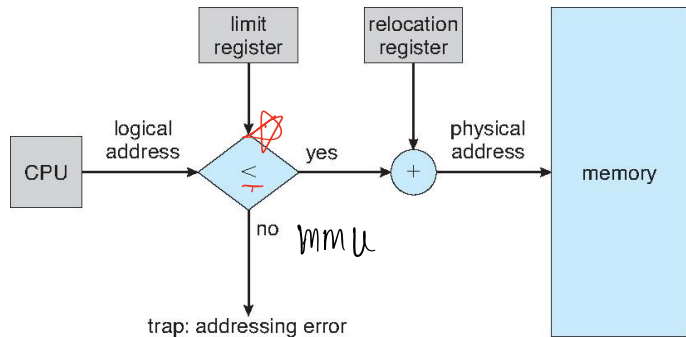 limit
register
relocation
register
logical
address
physical
address
CPU
<
yes
+
memory
no
mmu
trap: addressing error